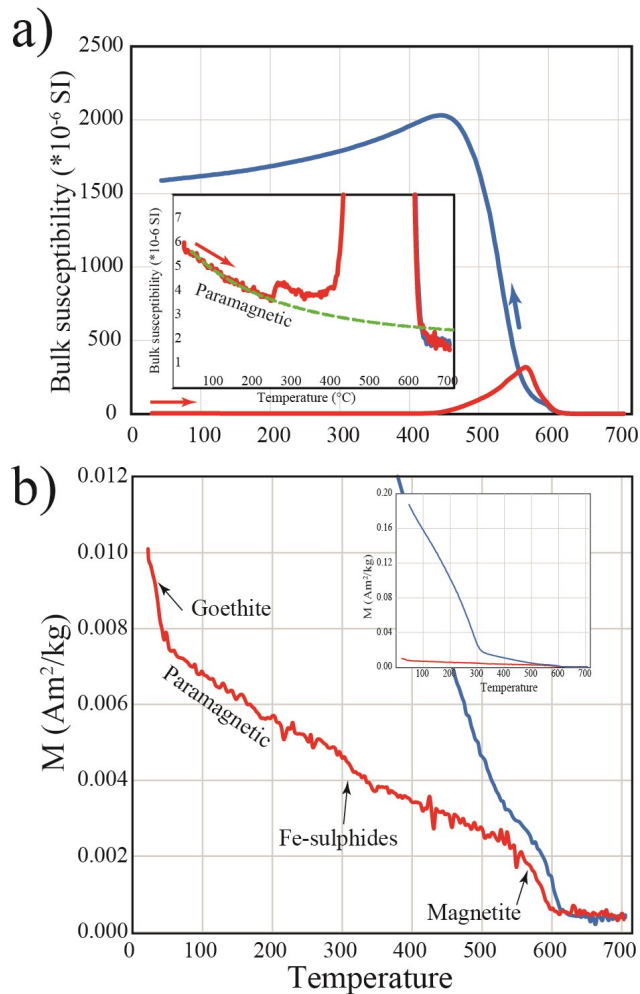 a)
Bulk susceptibility (*10-6 SI)
2500
2000
1500
1000
500
0
Bulk susceptibility (*10-6 SI)
7
6
5
4
3
2
1
Paramagnetic
100 200 300 400 500 600 700
Temperature (°C)
0 100 200 300 400 500 600 700
b)
M (Am2/kg)
0.012
0.010
0.008
0.006
0.004
0.002
0.000
Goethite
Paramagnetic
Fe-sulphides
Magnetite
M (Am2/kg)
0.20
0.16
0.12
0.08
0.04
0.00
0 100 200 300 400 500 600 700
Temperature
0 100 200 300 400 500 600 700
Temperature